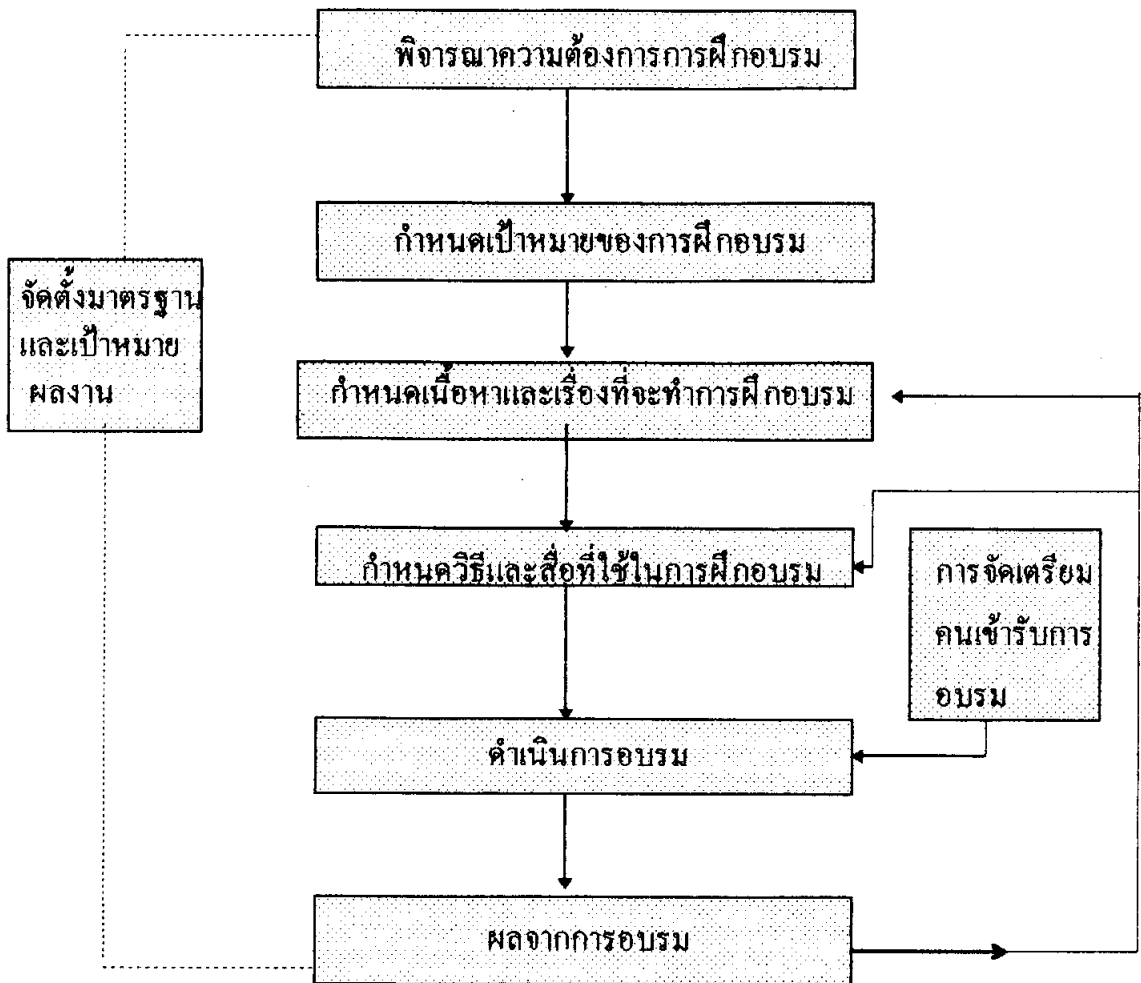 พิจารณาความต้องการการฝึกอบรม
กำหนดเป้าหมายของการฝึกอบรม
จัดตั้งมาตรฐาน
และเป้าหมาย
ผลงาน
กำหนดเนื้อหาและเรื่องที่จะทำการฝึกอบรม
กำหนดวิธีและสื่อที่ใช้ในการฝึกอบรม
การจัดเตรียม
คนเข้ารับการ
อบรม
ดำเนินการอบรม
ผลจากการอบรม